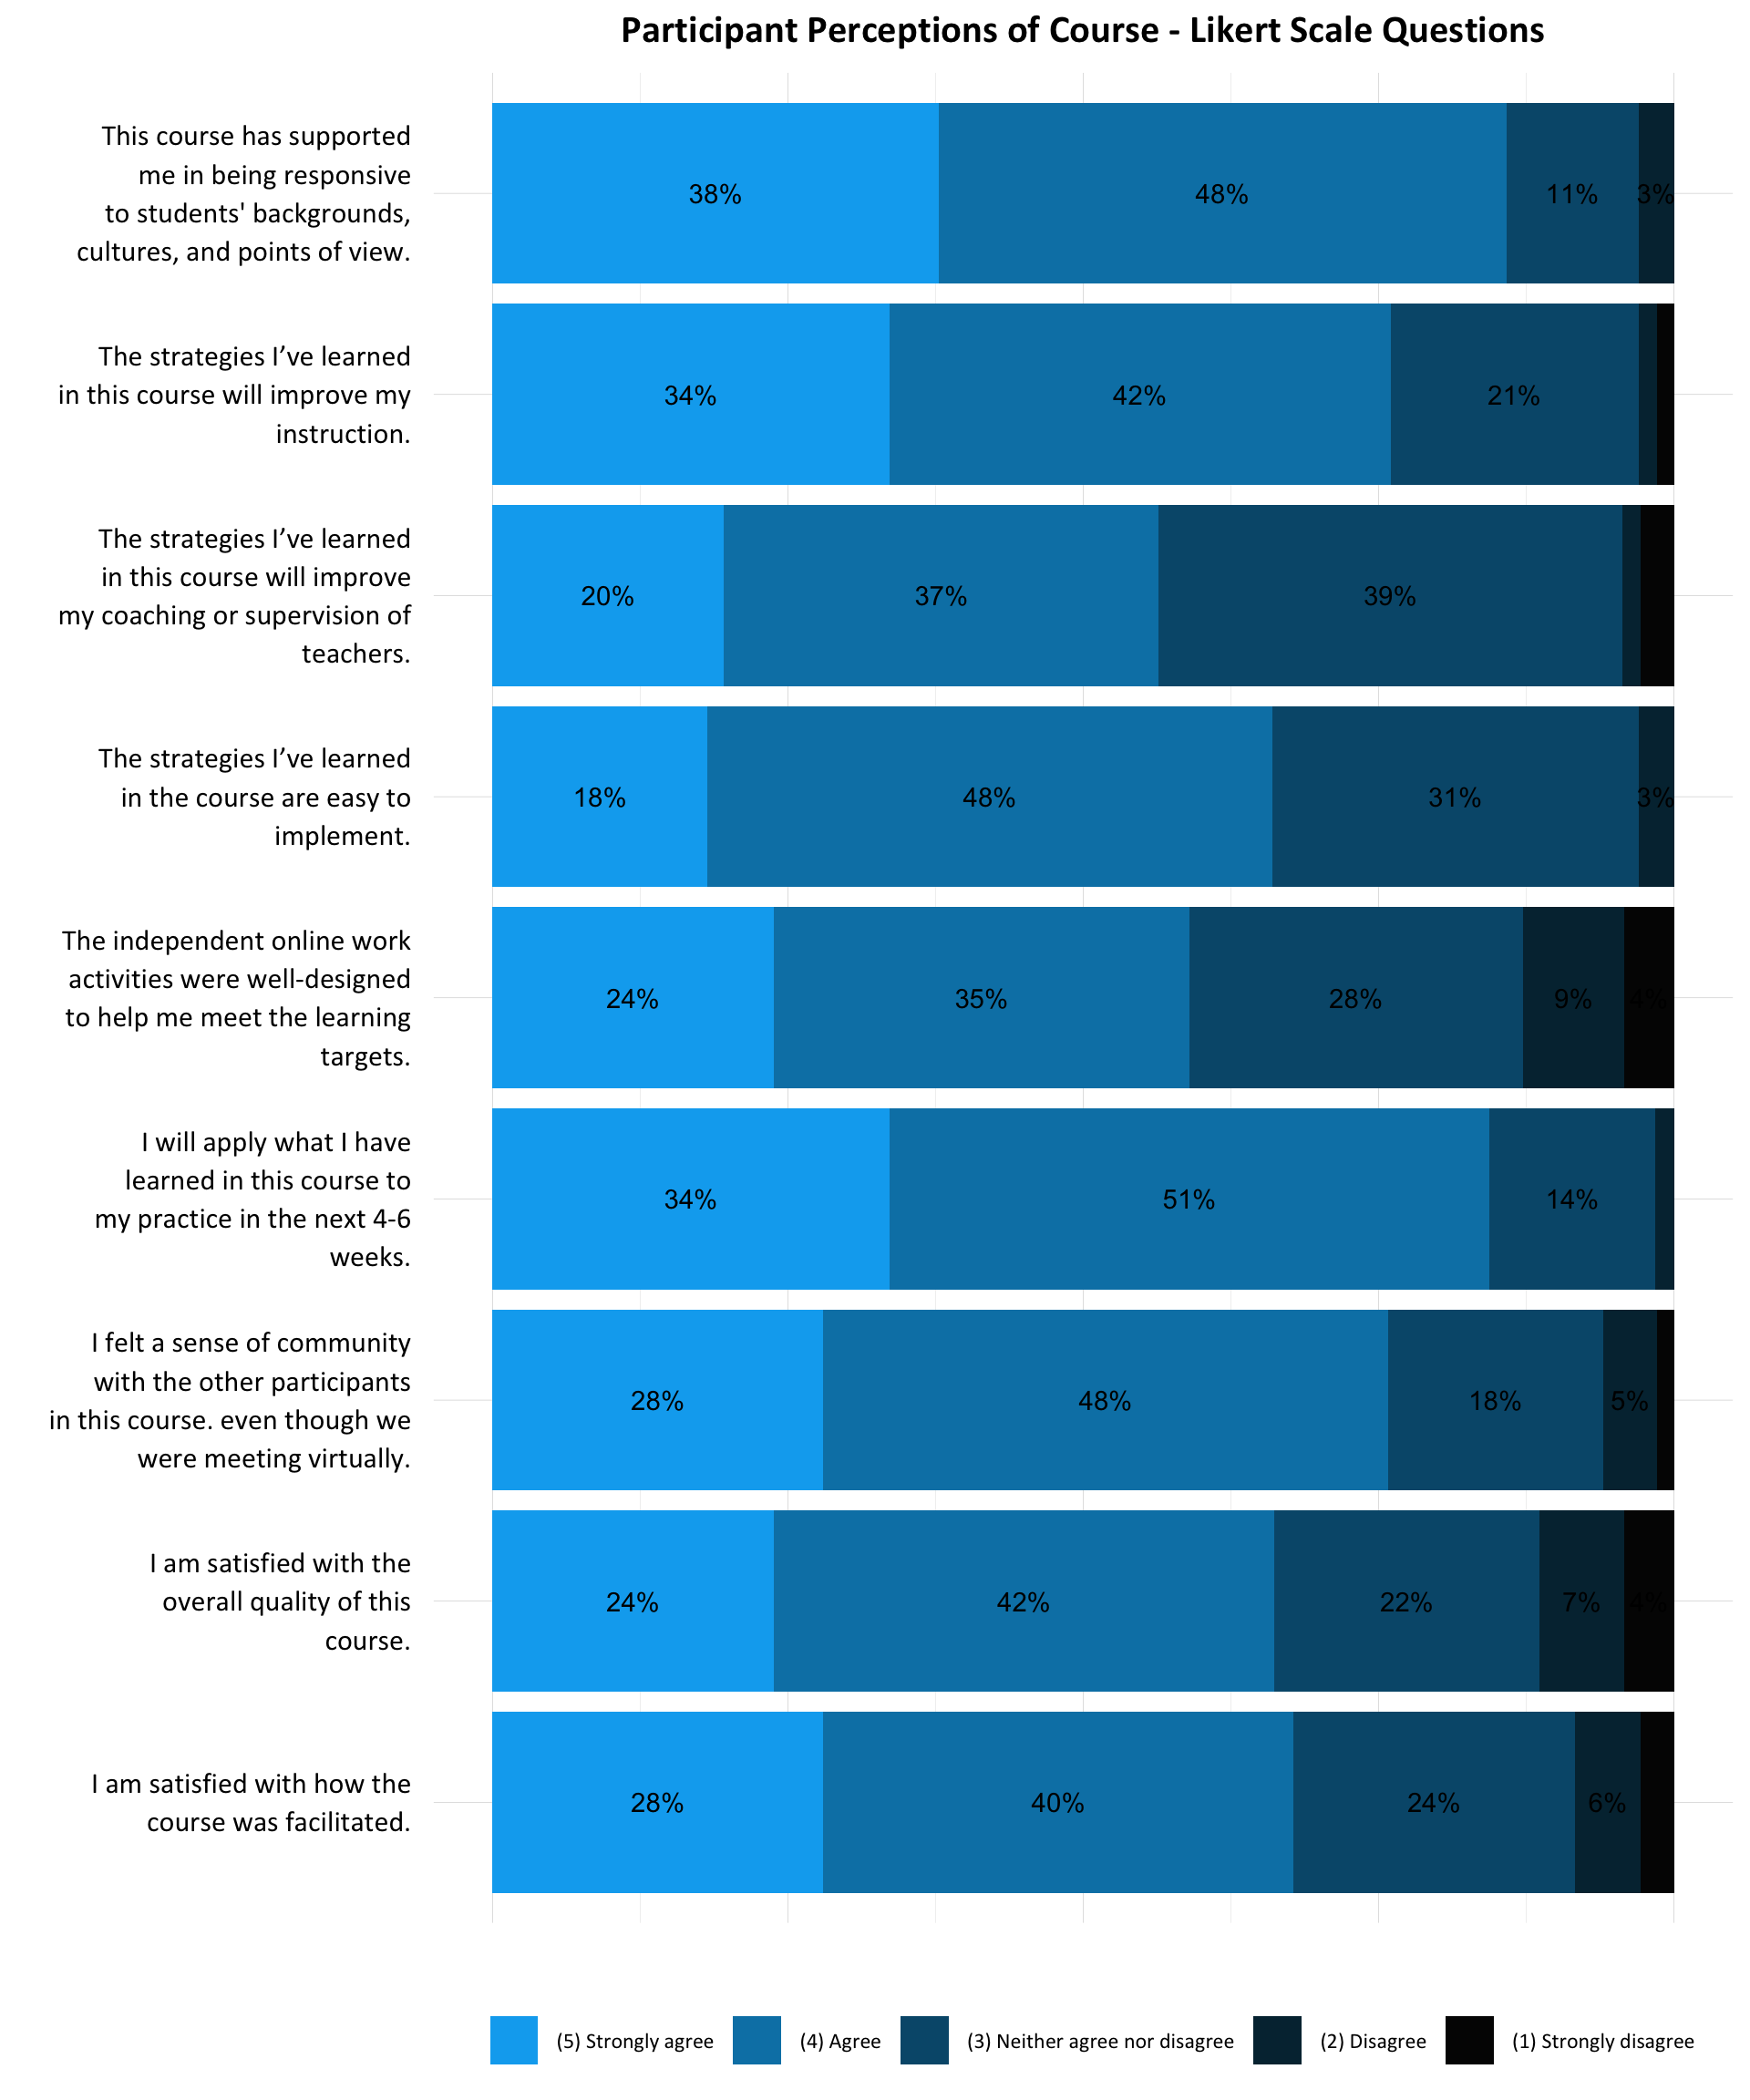 Participant Perceptions of Course - Likert Scale Questions
This course has supported
me in being responsive
to students' backgrounds,
cultures, and points of view.
38% 48% 11% 3%
The strategies I’ve learned
in this course will improve my
instruction.
34% 42% 21%
The strategies I’ve learned
in this course will improve
my coaching or supervision of
teachers.
20% 37% 39%
The strategies I’ve learned
in the course are easy to
implement.
18% 48% 31% 3%
The independent online work
activities were well-designed
to help me meet the learning
targets.
24% 35% 28% 9% 4%
I will apply what I have
learned in this course to
my practice in the next 4-6
weeks.
34% 51% 14%
I felt a sense of community
with the other participants
in this course. even though we
were meeting virtually.
28% 48% 18% 5%
I am satisfied with the
overall quality of this
course.
24% 42% 22% 7% 4%
I am satisfied with how the
course was facilitated.
28% 40% 24% 6%
(5) Strongly agree (4) Agree (3) Neither agree nor disagree (2) Disagree (1) Strongly disagree